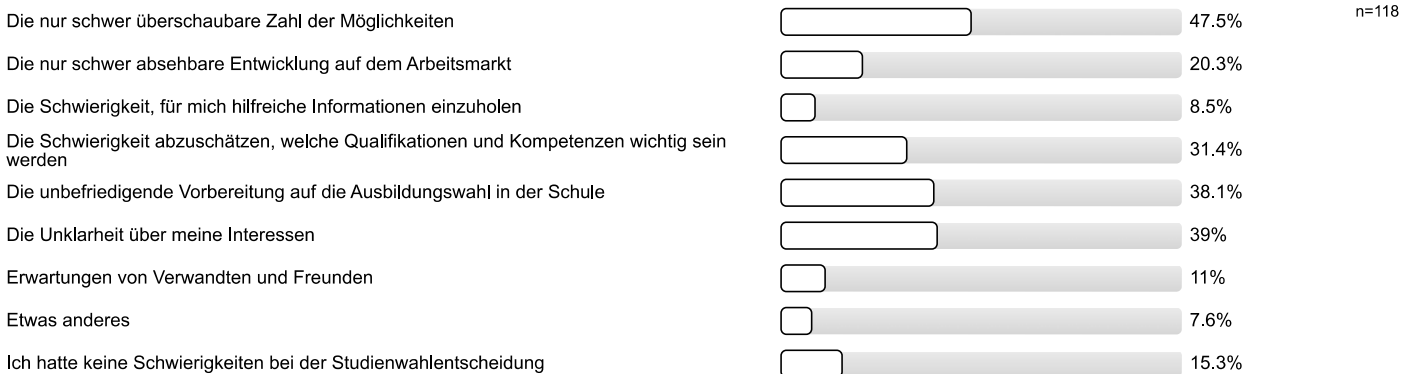 Die nur schwer überschaubare Zahl der Möglichkeiten 47.5% n=118
Die nur schwer absehbare Entwicklung auf dem Arbeitsmarkt 20.3%
Die Schwierigkeit, für mich hilfreiche Informationen einzuholen 8.5%
Die Schwierigkeit abzuschätzen, welche Qualifikationen und Kompetenzen wichtig sein
werden 31.4%
Die unbefriedigende Vorbereitung auf die Ausbildungswahl in der Schule 38.1%
Die Unklarheit über meine Interessen 39%
Erwartungen von Verwandten und Freunden 11%
Etwas anderes 7.6%
Ich hatte keine Schwierigkeiten bei der Studienwahlentscheidung 15.3%